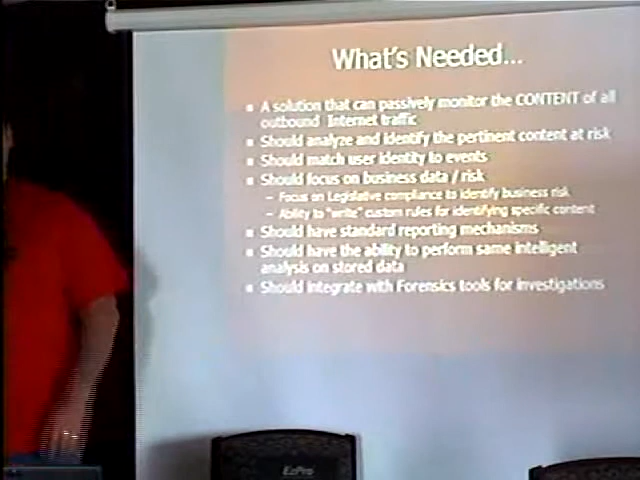 What's Needed...
A solution that can passively monitor the CONTENT of all
outbound Internet traffic
Should analyze and identify the pertinent content at risk
Should match user identity to events
Should focus on business data / risk
– Focus on Legislative compliance to identify business risk
– Ability to "write" custom rules for identifying specific content
Should have standard reporting mechanisms
Should have the ability to perform same intelligent
analysis on stored data
Should integrate with Forensics tools for investigations
EzPro